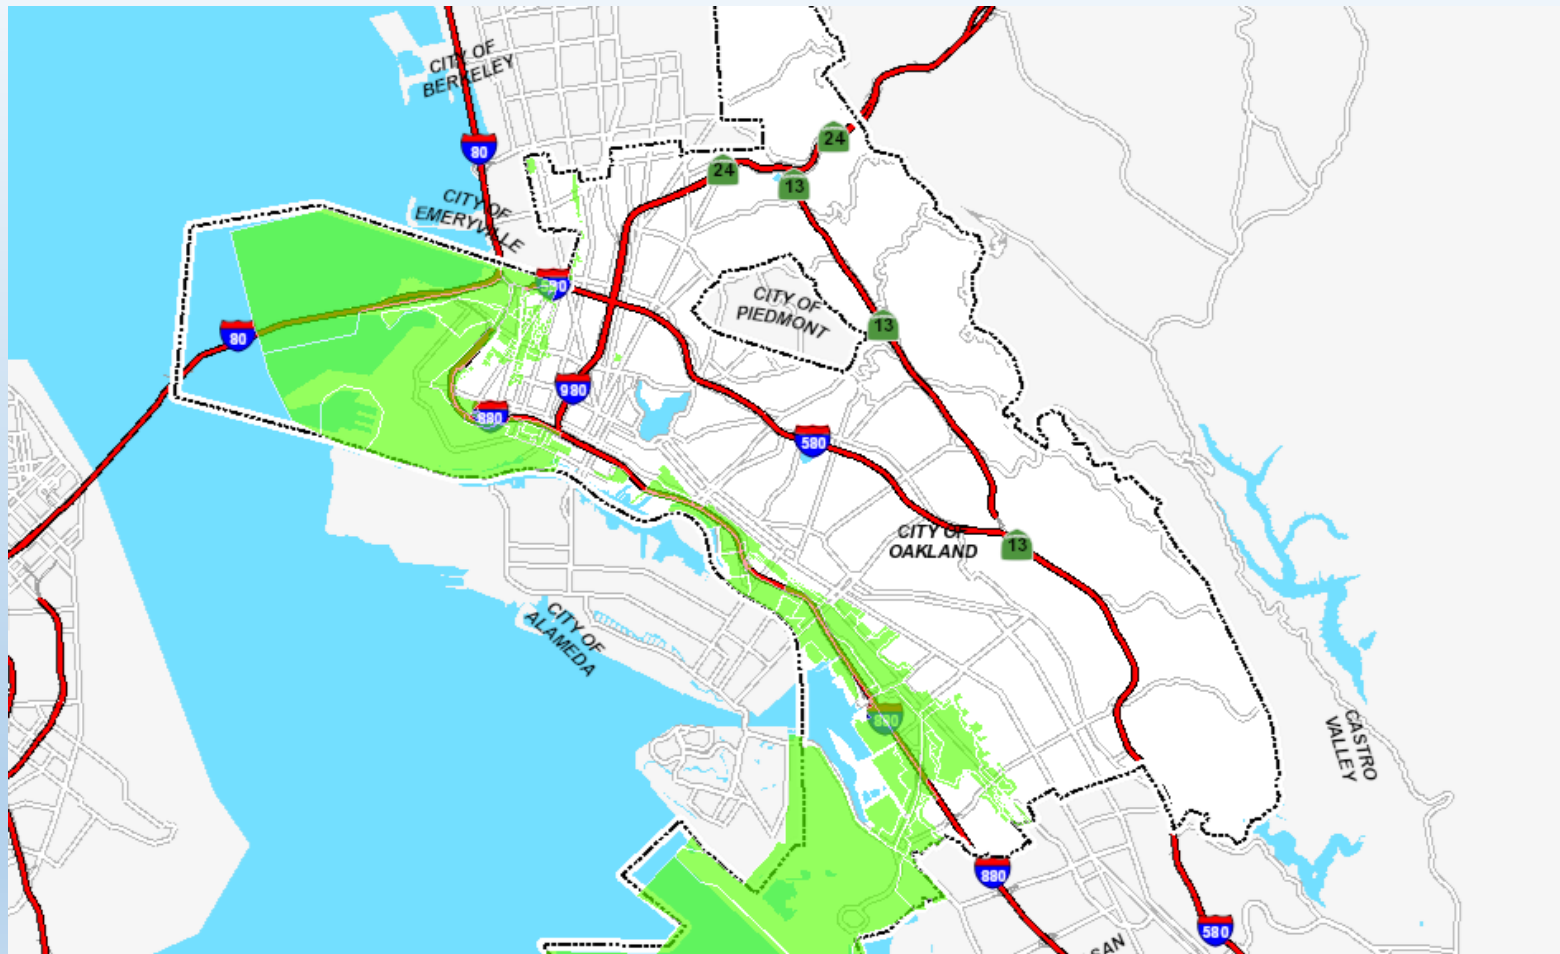 CITY OF
BERKELEY
80
24
24
13
CITY OF
EMERYVILLE
580
CITY OF
PIEDMONT
80
13
980
880
580
CITY OF
OAKLAND
13
CITY OF
ALAMEDA
880
CASTRO
VALLEY
880
580
SAN